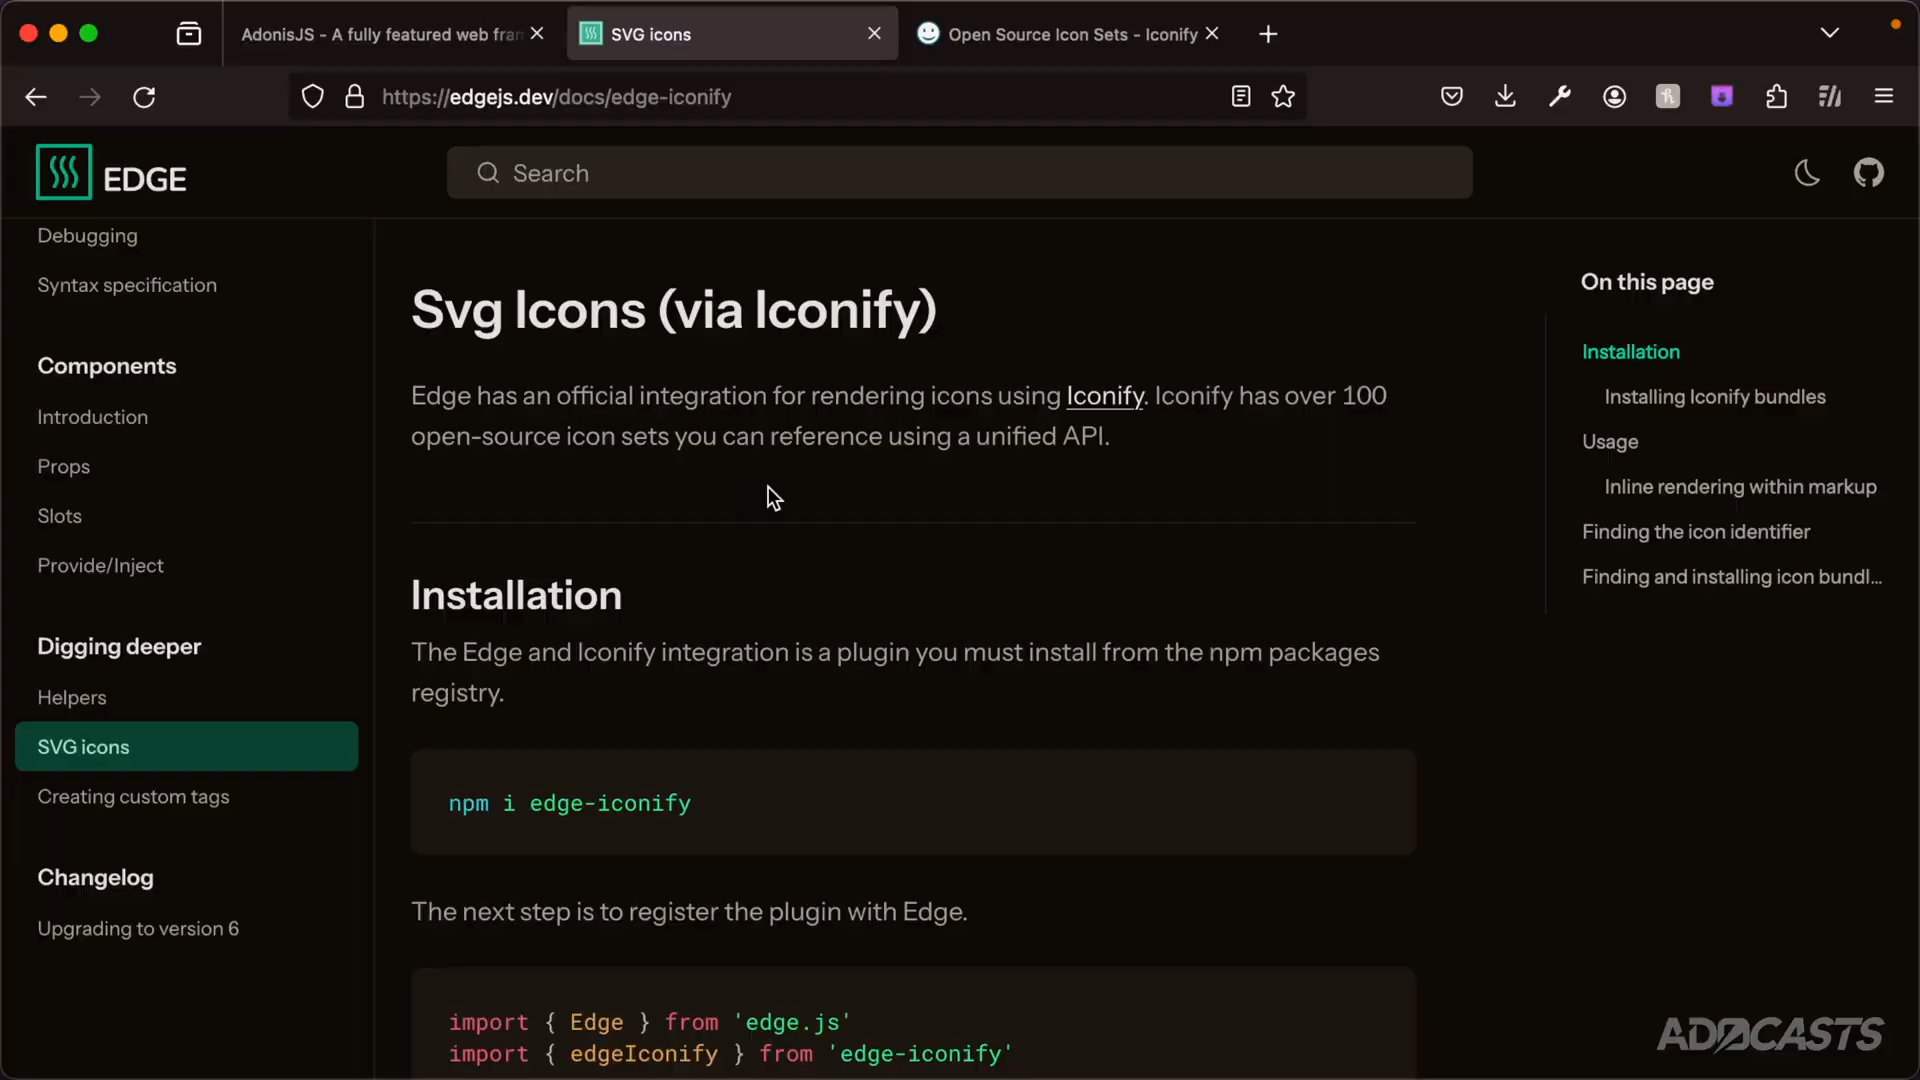 AdonisJS - A fully featured web fran
SVG icons
Open Source Icon Sets - Iconify
https://edgejs.dev/docs/edge-iconify
EDGE
Search
Debugging
Syntax specification
Components
Introduction
Props
Slots
Provide/Inject
Digging deeper
Helpers
SVG icons
Creating custom tags
Changelog
Upgrading to version 6
Svg Icons (via Iconify)
Edge has an official integration for rendering icons using Iconify. Iconify has over 100
open-source icon sets you can reference using a unified API.
Installation
The Edge and Iconify integration is a plugin you must install from the npm packages
registry.
npm i edge-iconify
The next step is to register the plugin with Edge.
import { Edge } from 'edge.js'
import { edgeIconify } from 'edge-iconify'
On this page
Installation
Installing Iconify bundles
Usage
Inline rendering within markup
Finding the icon identifier
Finding and installing icon bundl...
ADOCASTS